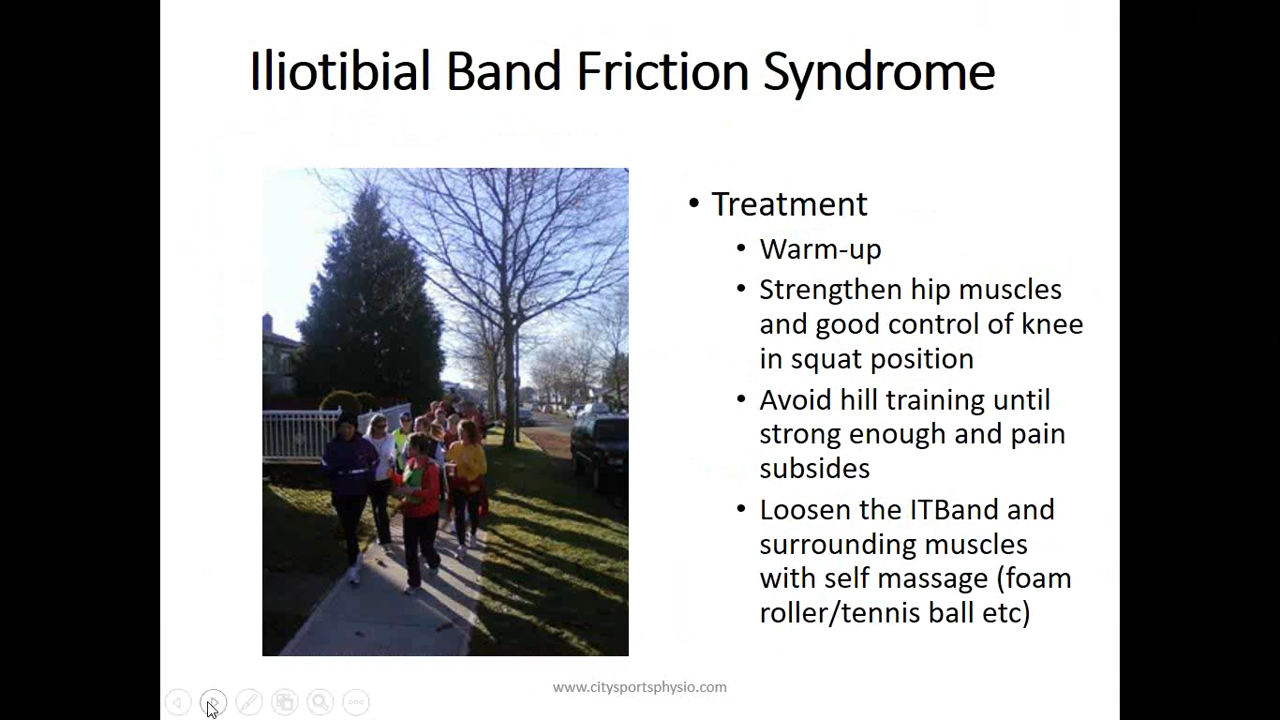 Iliotibial Band Friction Syndrome
• Treatment
• Warm-up
• Strengthen hip muscles
and good control of knee
in squat position
• Avoid hill training until
strong enough and pain
subsides
• Loosen the ITBand and
surrounding muscles
with self massage (foam
roller/tennis ball etc)
www.citysportsphysio.com